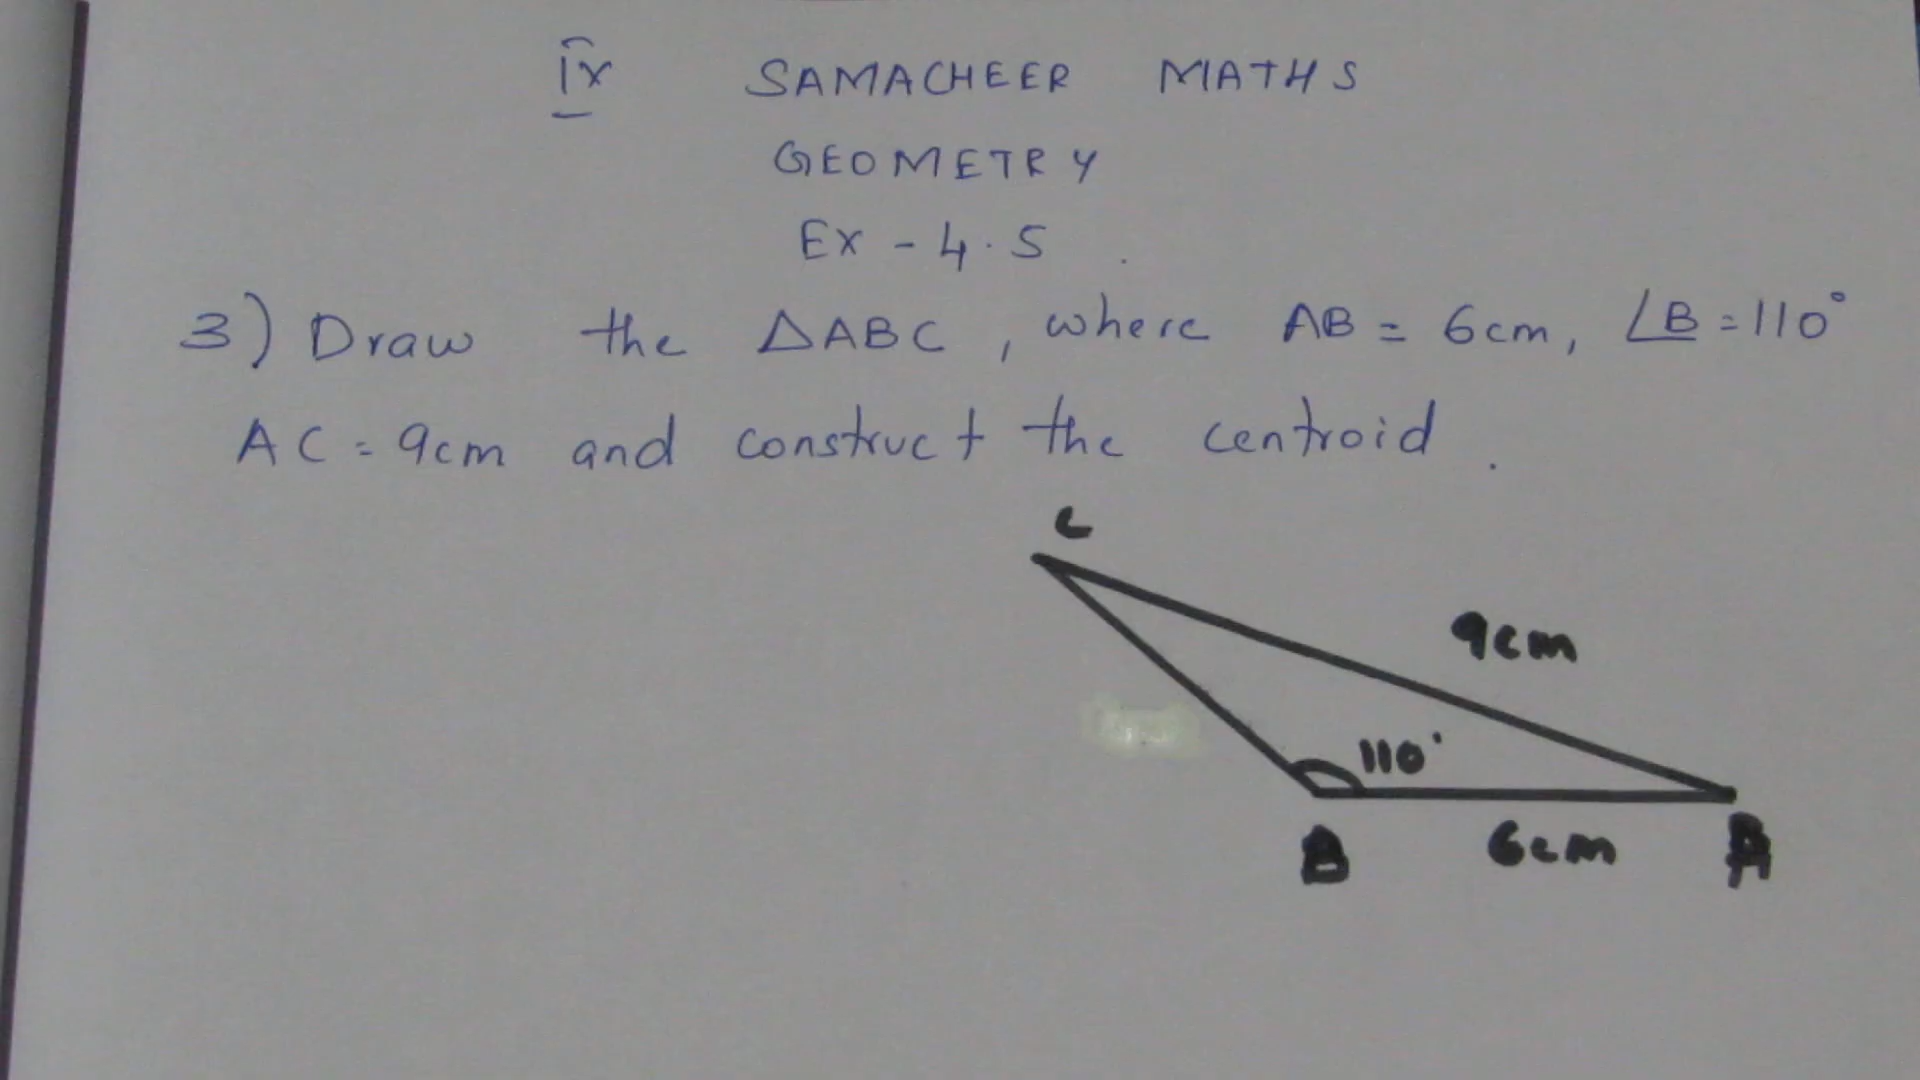 IX SAMACHEER MATHS
GEOMETRY
EX - 4.5
3) Draw the ΔABC, where AB = 6cm, ∠B = 110°
AC = 9cm and construct the centroid.
C
9cm
110°
B 6cm A